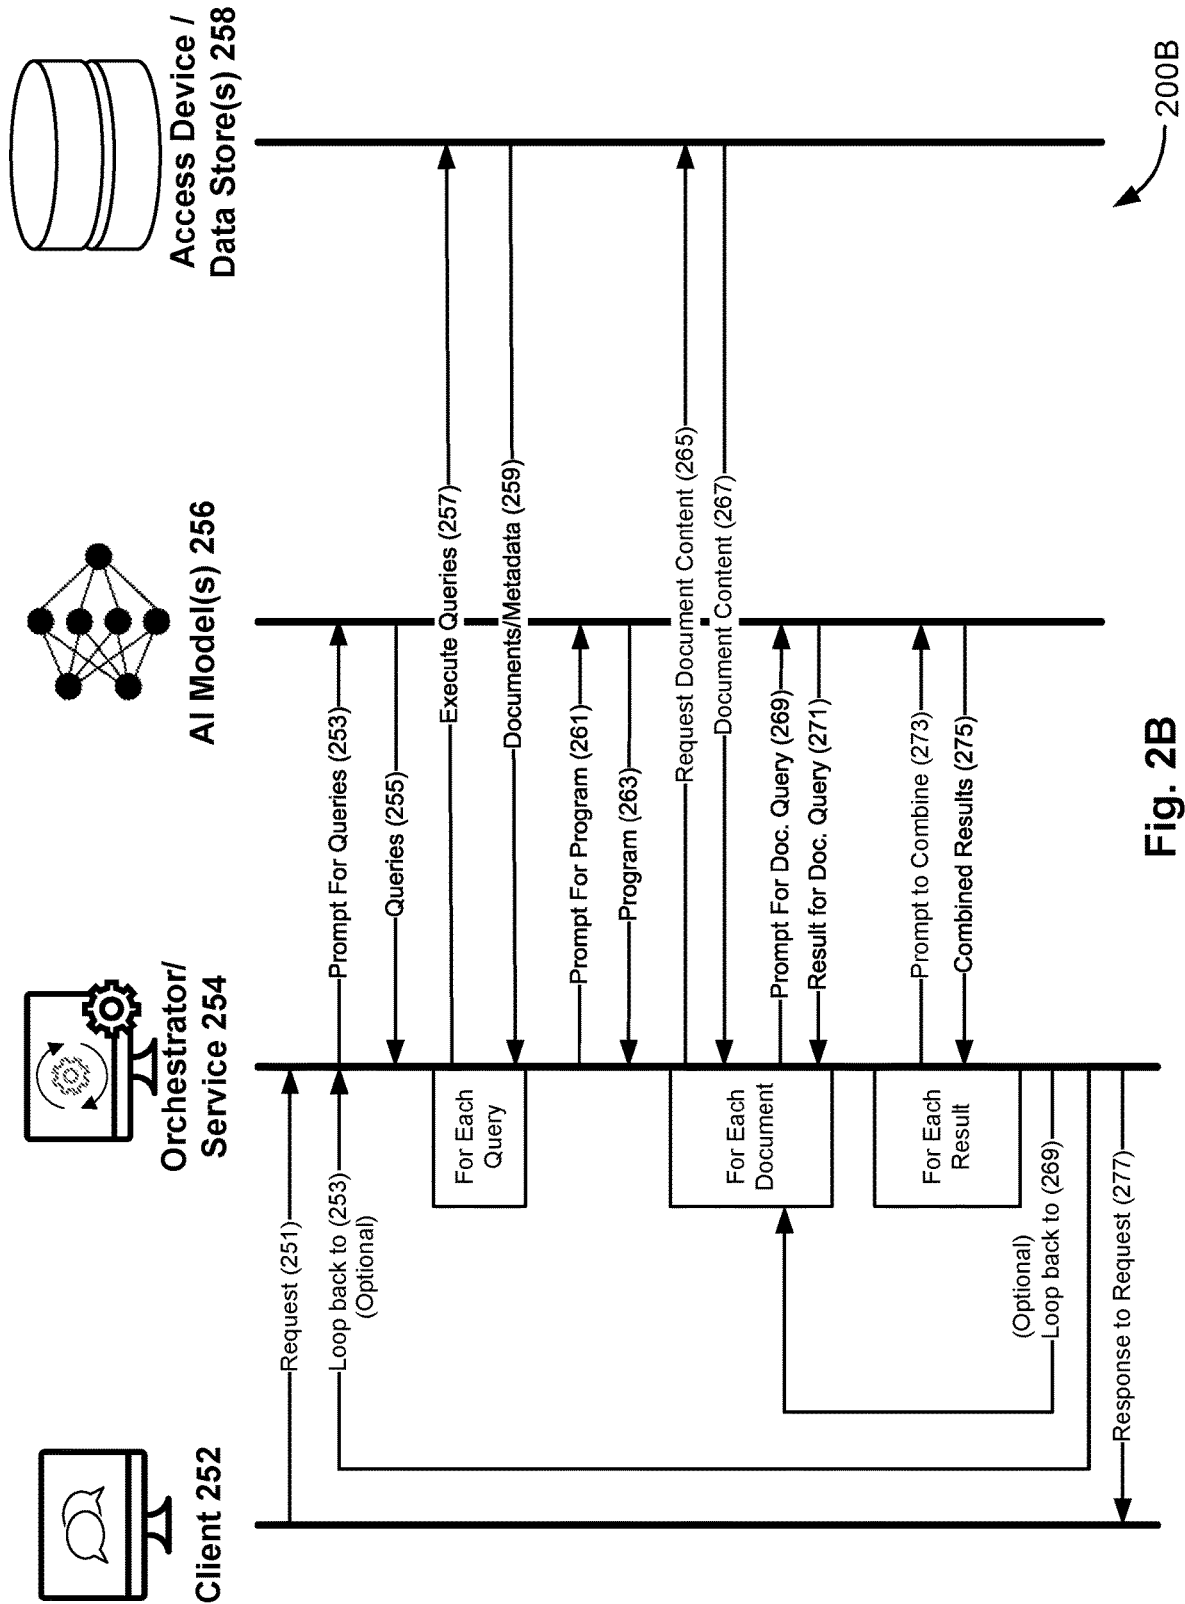 Client 252
Orchestrator/
Service 254
AI Model(s) 256
Access Device /
Data Store(s) 258
Request (251)
Loop back to (253)
(Optional)
Prompt For Queries (253)
Queries (255)
For Each
Query
Execute Queries (257)
Documents/Metadata (259)
Prompt For Program (261)
Program (263)
For Each
Document
Request Document Content (265)
Document Content (267)
Prompt For Doc. Query (269)
Result for Doc. Query (271)
For Each
Result
Prompt to Combine (273)
Combined Results (275)
(Optional)
Loop back to (269)
Response to Request (277)
200B
Fig. 2B